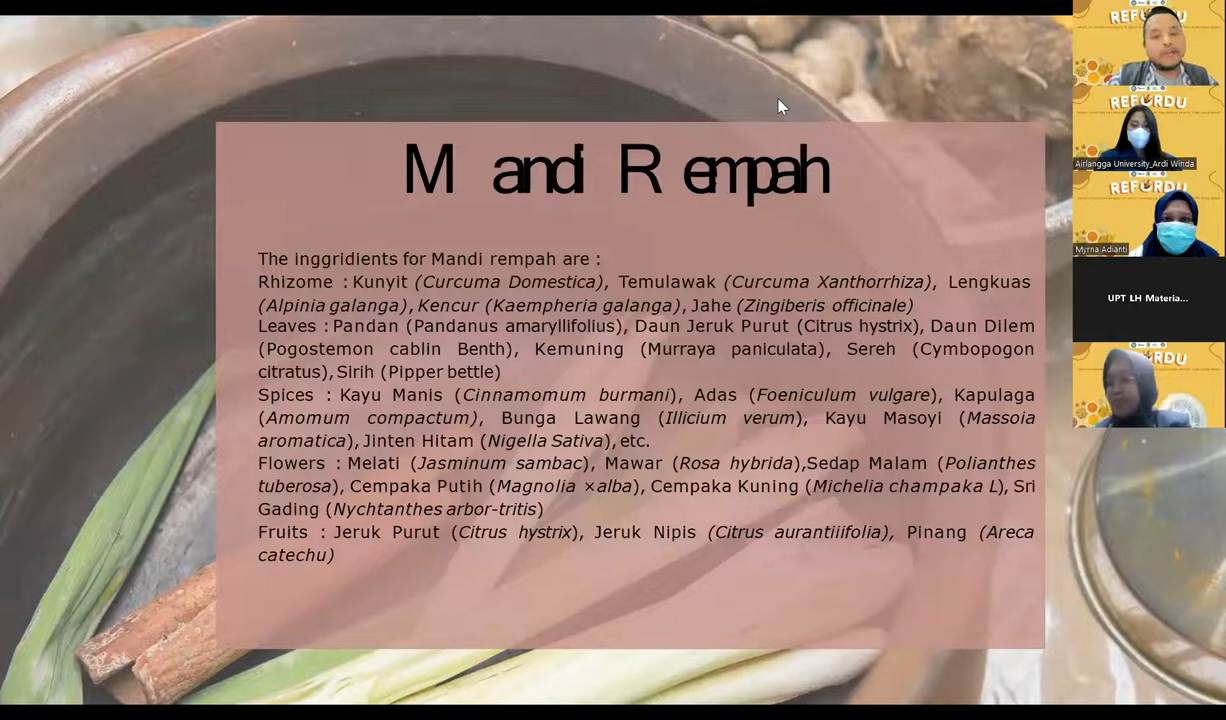 Mandi Rempah
The inggridients for Mandi rempah are :
Rhizome : Kunyit (Curcuma Domestica), Temulawak (Curcuma Xanthorrhiza), Lengkuas
(Alpinia galanga), Kencur (Kaempheria galanga), Jahe (Zingiberis officinale)
Leaves : Pandan (Pandanus amaryllifolius), Daun Jeruk Purut (Citrus hystrix), Daun Dilem
(Pogostemon cablin Benth), Kemuning (Murraya paniculata), Sereh (Cymbopogon
citratus), Sirih (Pipper bettle)
Spices : Kayu Manis (Cinnamomum burmani), Adas (Foeniculum vulgare), Kapulaga
(Amomum compactum), Bunga Lawang (Illicium verum), Kayu Masoyi (Massoia
aromatica), Jinten Hitam (Nigella Sativa), etc.
Flowers : Melati (Jasminum sambac), Mawar (Rosa hybrida),Sedap Malam (Polianthes
tuberosa), Cempaka Putih (Magnolia ×alba), Cempaka Kuning (Michelia champaka L), Sri
Gading (Nychtanthes arbor-tritis)
Fruits : Jeruk Purut (Citrus hystrix), Jeruk Nipis (Citrus aurantiiifolia), Pinang (Areca
catechu)
REFORDU
Airlangga University_Ardi Winda
REFORDU
Myrna Adianti
UPT LH Materia...